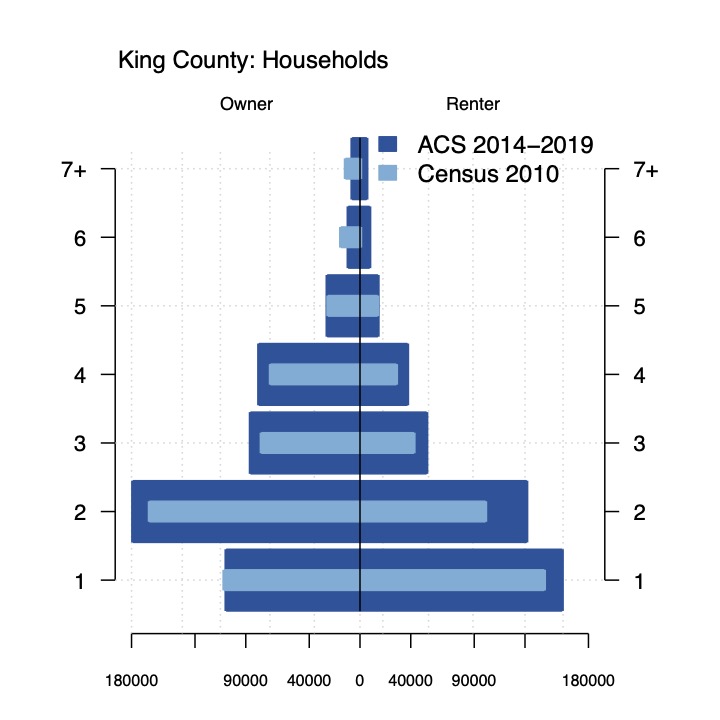 King County: Households
Owner Renter
ACS 2014−2019
Census 2010
7+ 7+
6 6
5 5
4 4
3 3
2 2
1 1
180000 90000 40000 0 40000 90000 180000